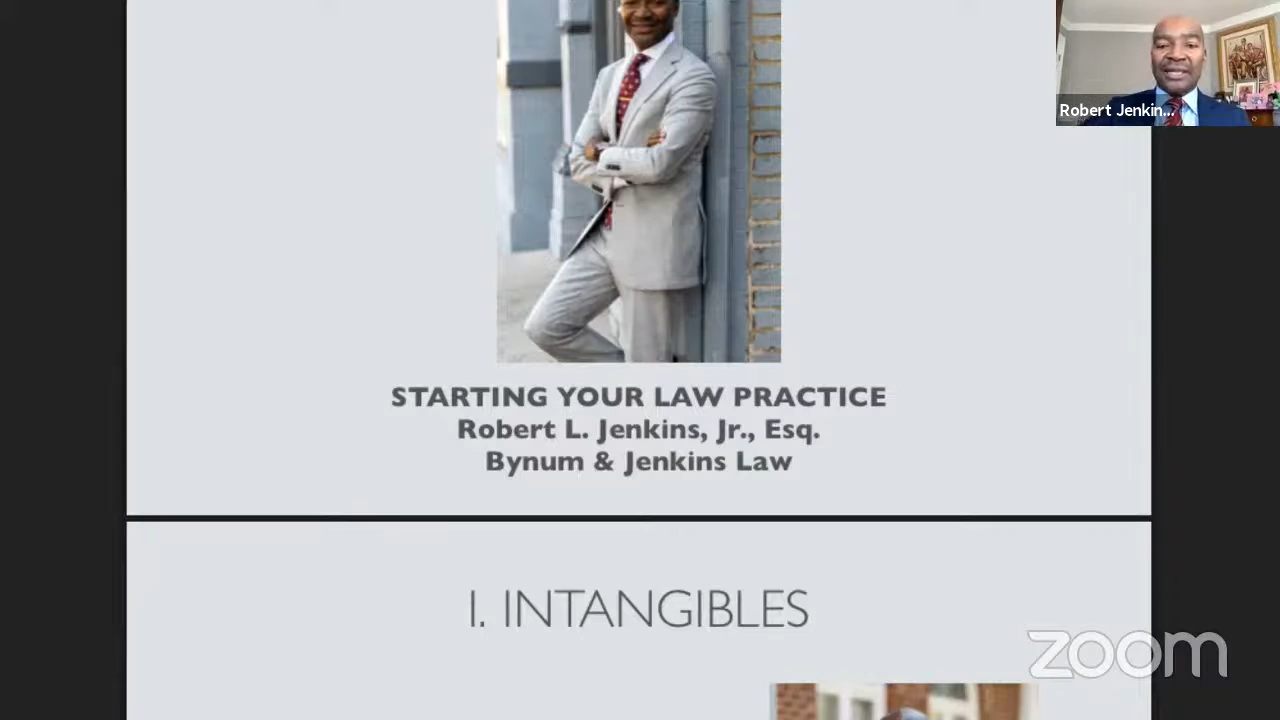 Robert Jenkin...
STARTING YOUR LAW PRACTICE
Robert L. Jenkins, Jr., Esq.
Bynum & Jenkins Law
I. INTANGIBLES
zoom